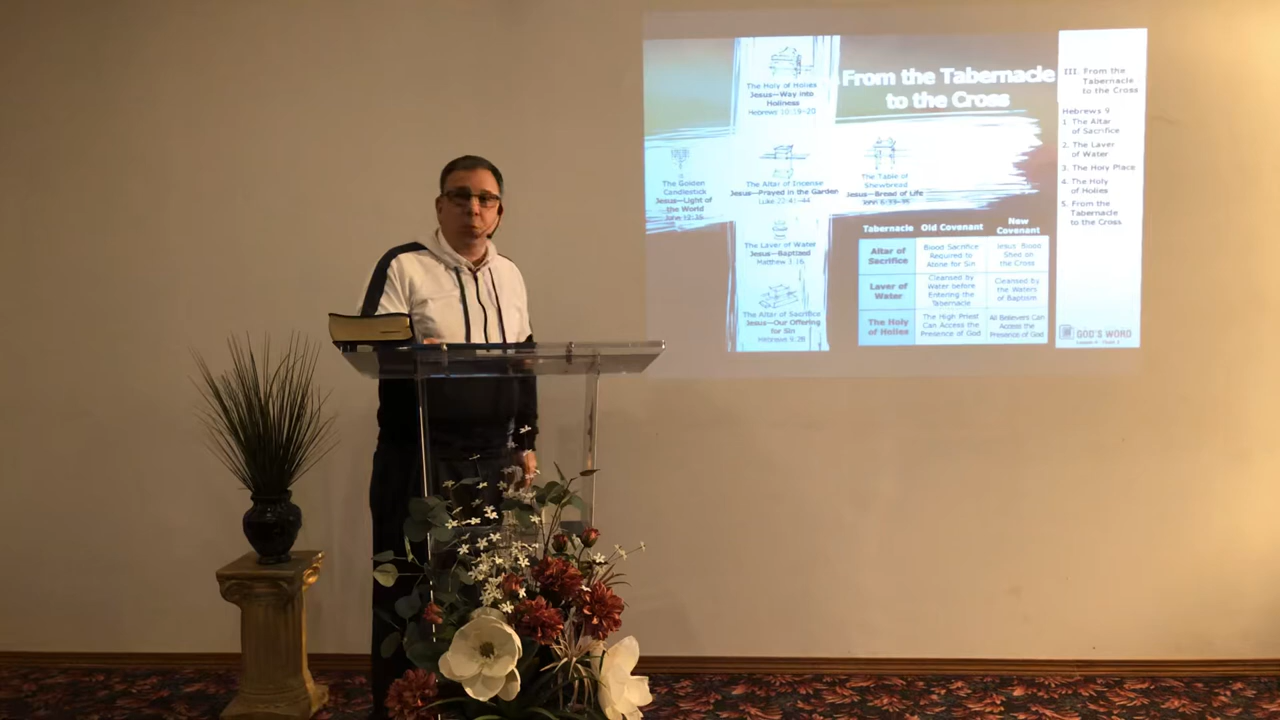 The Holy of Holies
Jesus—Way into
Holiness
Hebrews 10:19-20
From the Tabernacle
to the Cross
The Golden
Candlestick
Jesus—Light of
the World
The Altar of Incense
Jesus—Prayed in the Garden
Luke 22:41-44
The Table of
Shewbread
Jesus—Bread of Life
The Laver of Water
Jesus—Baptized
The Altar of Sacrifice
Jesus—Our Offering
for Sin
Hebrews 9:28
Tabernacle
Old Covenant
New
Covenant
Altar of
Sacrifice
Blood Sacrifice
Required to
Atone for Sin
Jesus' Blood
Shed on
the Cross
Laver of
Water
Cleansed by
Water before
Entering the
Tabernacle
Cleansed by
the Waters
of Baptism
The Holy
of Holies
The High Priest
Can Access the
Presence of God
All Believers Can
Access the
Presence of God
III. From the
Tabernacle
to the Cross
Hebrews 9
1. The Altar
of Sacrifice
2. The Laver
of Water
3. The Holy Place
4. The Holy
of Holies
5. From the
Tabernacle
to the Cross
GOD'S WORD